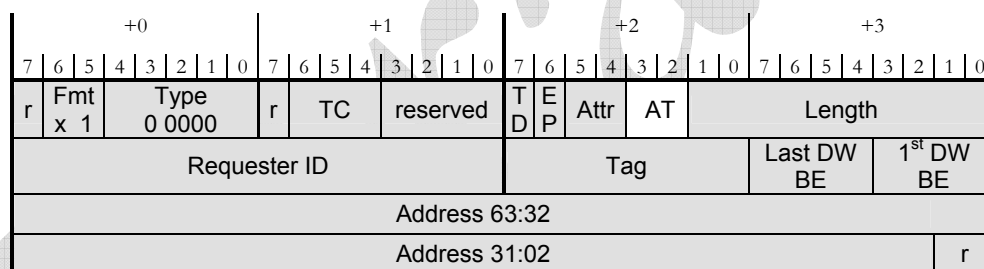 +0 +1 +2 +3
7 6 5 4 3 2 1 0 7 6 5 4 3 2 1 0 7 6 5 4 3 2 1 0 7 6 5 4 3 2 1 0
r Fmt x 1 Type 0 0000 r TC reserved TD EP Attr AT Length
Requester ID Tag Last DW BE 1st DW BE
Address 63:32
Address 31:02 r